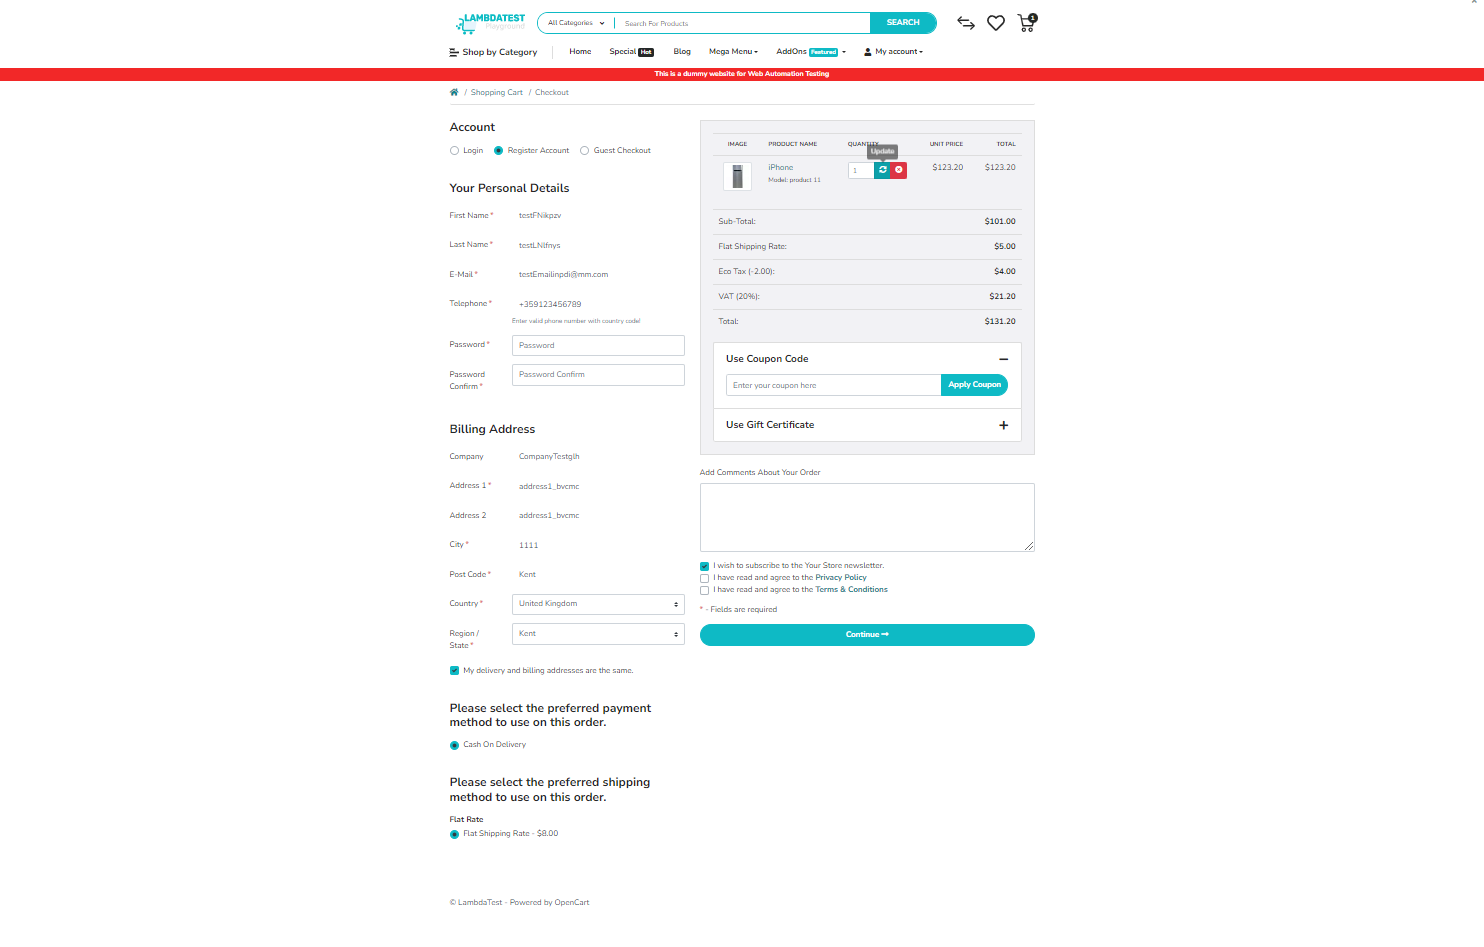 LAMBDATEST
Playground
All Categories
Search For Products
SEARCH
1
Shop by Category
Home
Special Hot
Blog
Mega Menu
AddOns Featured
My account
This is a dummy website for Web Automation Testing
/ Shopping Cart / Checkout
Account
Login
Register Account
Guest Checkout
Your Personal Details
First Name * testFNikpzv
Last Name * testLNlfnys
E-Mail * testEmailinpdi@mm.com
Telephone * +359123456789
Enter valid phone number with country code!
Password * Password
Password
Confirm * Password Confirm
Billing Address
Company CompanyTestglh
Address 1 * address1_bvcmc
Address 2 address1_bvcmc
City * 1111
Post Code * Kent
Country * United Kingdom
Region /
State * Kent
My delivery and billing addresses are the same.
Please select the preferred payment
method to use on this order.
Cash On Delivery
Please select the preferred shipping
method to use on this order.
Flat Rate
Flat Shipping Rate - $8.00
IMAGE PRODUCT NAME QUANTITY UNIT PRICE TOTAL
Update
iPhone 1 $123.20 $123.20
Model: product 11
Sub-Total: $101.00
Flat Shipping Rate: $5.00
Eco Tax (-2.00): $4.00
VAT (20%): $21.20
Total: $131.20
Use Coupon Code
Enter your coupon here Apply Coupon
Use Gift Certificate
Add Comments About Your Order
I wish to subscribe to the Your Store newsletter.
I have read and agree to the Privacy Policy
I have read and agree to the Terms & Conditions
* - Fields are required
Continue
© LambdaTest - Powered by OpenCart